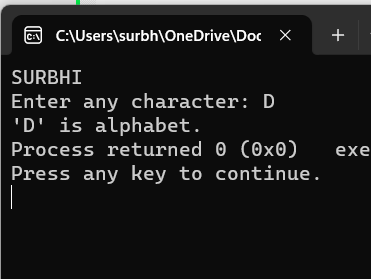 C:\Users\surbh\OneDrive\Doc
SURBHI
Enter any character: D
'D' is alphabet.
Process returned 0 (0x0)   exe
Press any key to continue.